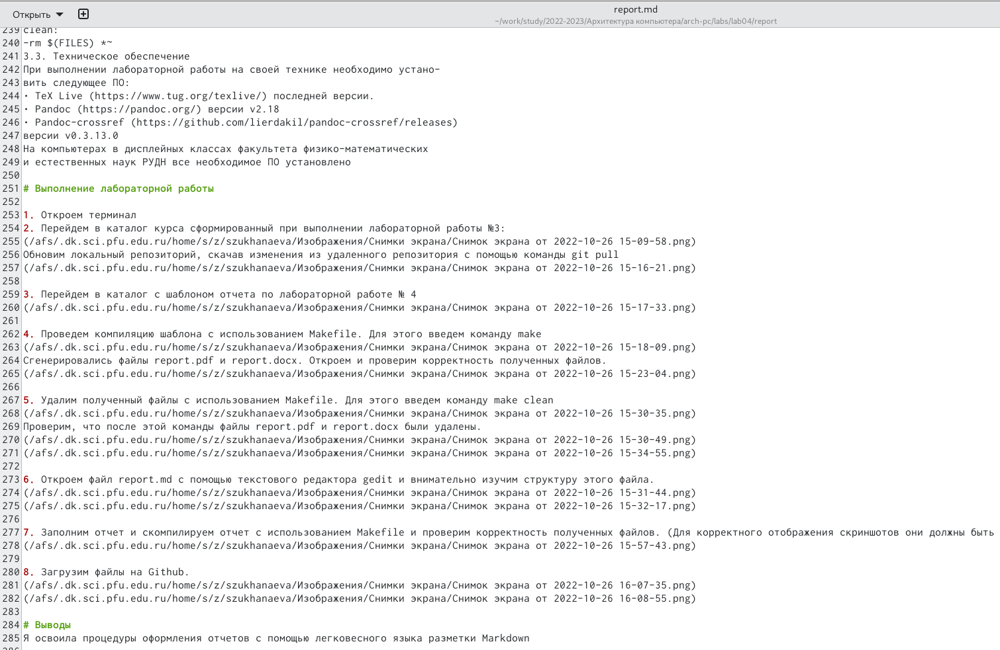 Открыть
report.md
~/work/study/2022-2023/Архитектура компьютера/arch-pc/labs/lab04/report
239 clean:
240 -rm $(FILES) *~
241 3.3. Техническое обеспечение
242 При выполнении лабораторной работы на своей технике необходимо устано-
243 вить следующее ПО:
244 • TeX Live (https://www.tug.org/texlive/) последней версии.
245 • Pandoc (https://pandoc.org/) версии v2.18
246 • Pandoc-crossref (https://github.com/lierdakil/pandoc-crossref/releases)
247 версии v0.3.13.0
248 На компьютерах в дисплейных классах факультета физико-математических
249 и естественных наук РУДН все необходимое ПО установлено
250
251 # Выполнение лабораторной работы
252
253 1. Откроем терминал
254 2. Перейдем в каталог курса сформированный при выполнении лабораторной работы №3:
255 (/afs/.dk.sci.pfu.edu.ru/home/s/z/szukhanaeva/Изображения/Снимки экрана/Снимок экрана от 2022-10-26 15-09-58.png)
256 Обновим локальный репозиторий, скачав изменения из удаленного репозитория с помощью команды git pull
257 (/afs/.dk.sci.pfu.edu.ru/home/s/z/szukhanaeva/Изображения/Снимки экрана/Снимок экрана от 2022-10-26 15-16-21.png)
258
259 3. Перейдем в каталог с шаблоном отчета по лабораторной работе № 4
260 (/afs/.dk.sci.pfu.edu.ru/home/s/z/szukhanaeva/Изображения/Снимки экрана/Снимок экрана от 2022-10-26 15-17-33.png)
261
262 4. Проведем компиляцию шаблона с использованием Makefile. Для этого введем команду make
263 (/afs/.dk.sci.pfu.edu.ru/home/s/z/szukhanaeva/Изображения/Снимки экрана/Снимок экрана от 2022-10-26 15-18-09.png)
264 Сгенерировались файлы report.pdf и report.docx. Откроем и проверим корректность полученных файлов.
265 (/afs/.dk.sci.pfu.edu.ru/home/s/z/szukhanaeva/Изображения/Снимки экрана/Снимок экрана от 2022-10-26 15-23-04.png)
266
267 5. Удалим полученный файлы с использованием Makefile. Для этого введем команду make clean
268 (/afs/.dk.sci.pfu.edu.ru/home/s/z/szukhanaeva/Изображения/Снимки экрана/Снимок экрана от 2022-10-26 15-30-35.png)
269 Проверим, что после этой команды файлы report.pdf и report.docx были удалены.
270 (/afs/.dk.sci.pfu.edu.ru/home/s/z/szukhanaeva/Изображения/Снимки экрана/Снимок экрана от 2022-10-26 15-30-49.png)
271 (/afs/.dk.sci.pfu.edu.ru/home/s/z/szukhanaeva/Изображения/Снимки экрана/Снимок экрана от 2022-10-26 15-34-55.png)
272
273 6. Откроем файл report.md с помощью текстового редактора gedit и внимательно изучим структуру этого файла.
274 (/afs/.dk.sci.pfu.edu.ru/home/s/z/szukhanaeva/Изображения/Снимки экрана/Снимок экрана от 2022-10-26 15-31-44.png)
275 (/afs/.dk.sci.pfu.edu.ru/home/s/z/szukhanaeva/Изображения/Снимки экрана/Снимок экрана от 2022-10-26 15-32-17.png)
276
277 7. Заполним отчет и скомпилируем отчет с использованием Makefile и проверим корректность полученных файлов. (Для корректного отображения скриншотов они должны быть
278 (/afs/.dk.sci.pfu.edu.ru/home/s/z/szukhanaeva/Изображения/Снимки экрана/Снимок экрана от 2022-10-26 15-57-43.png)
279
280 8. Загрузим файлы на Github.
281 (/afs/.dk.sci.pfu.edu.ru/home/s/z/szukhanaeva/Изображения/Снимки экрана/Снимок экрана от 2022-10-26 16-07-35.png)
282 (/afs/.dk.sci.pfu.edu.ru/home/s/z/szukhanaeva/Изображения/Снимки экрана/Снимок экрана от 2022-10-26 16-08-55.png)
283
284 # Выводы
285 Я освоила процедуры оформления отчетов с помощью легковесного языка разметки Markdown